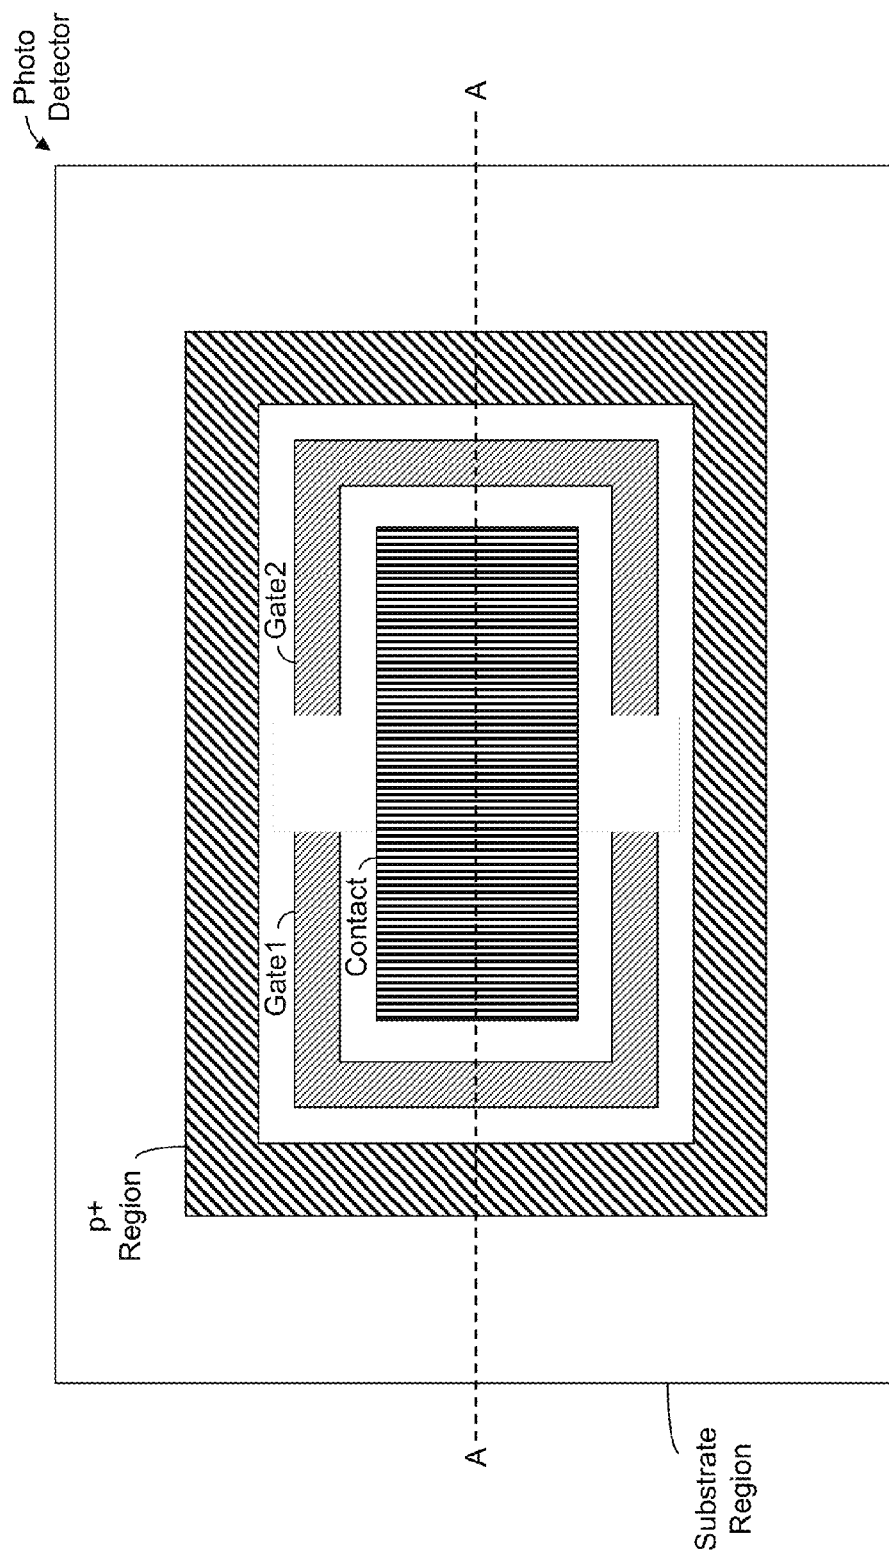 Photo
Detector
A
A
p+
Region
Gate1
Contact
Gate2
Substrate
Region